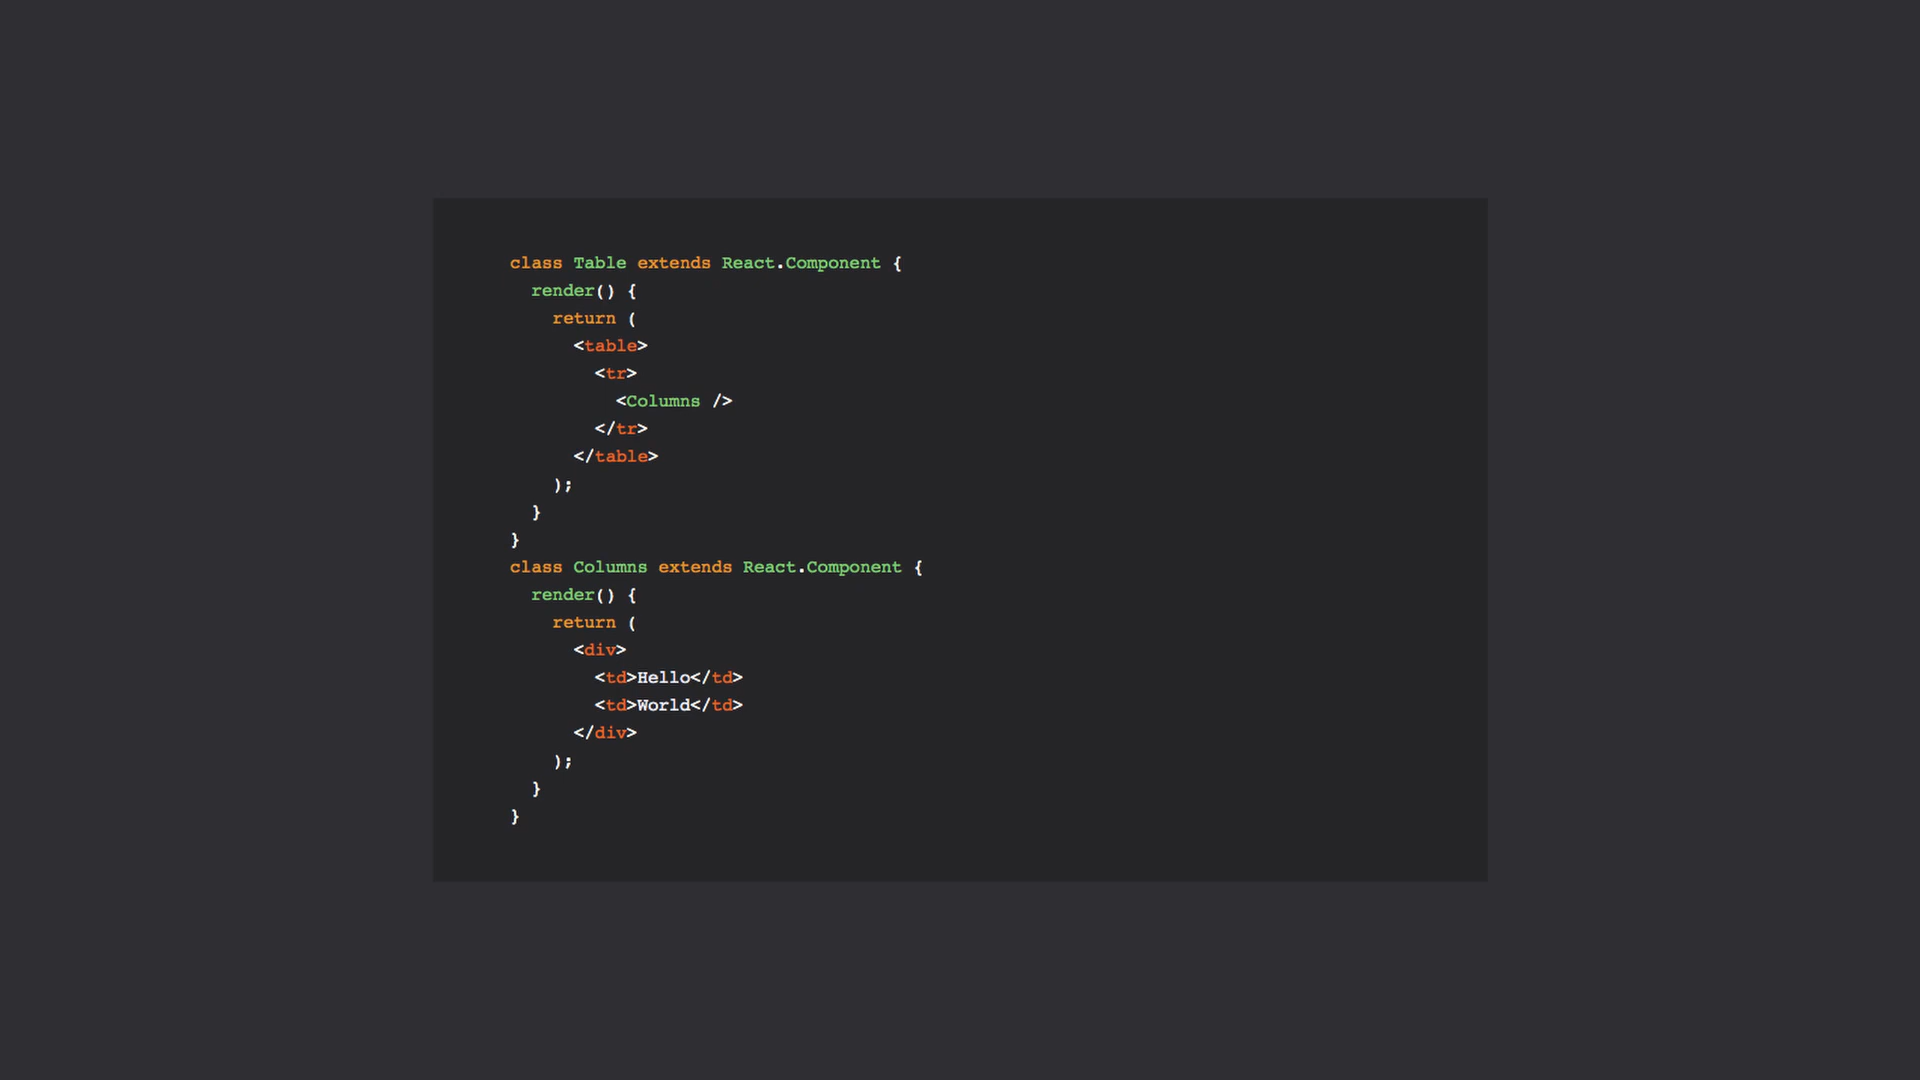 class Table extends React.Component {
  render() {
    return (
      <table>
        <tr>
          <Columns />
        </tr>
      </table>
    );
  }
}
class Columns extends React.Component {
  render() {
    return (
      <div>
        <td>Hello</td>
        <td>World</td>
      </div>
    );
  }
}